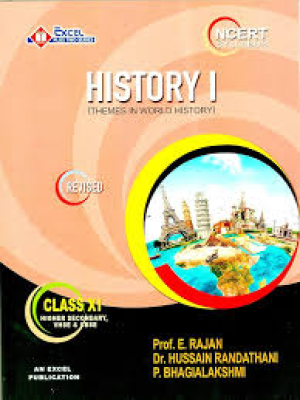 EXCEL
NCERT
HISTORY I
[THEMES IN WORLD HISTORY]
REVISED
CLASS XI
HIGHER SECONDARY,
VHSE & CBSE
Prof. E. RAJAN
Dr. HUSSAIN RANDATHANI
P. BHAGIALAKSHMI
AN EXCEL
PUBLICATION